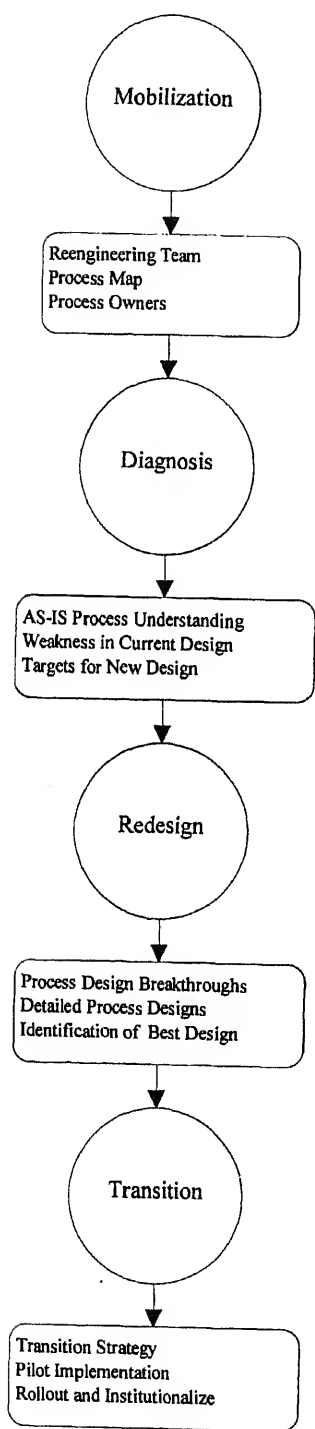 Mobilization
Reengineering Team
Process Map
Process Owners
Diagnosis
AS-IS Process Understanding
Weakness in Current Design
Targets for New Design
Redesign
Process Design Breakthroughs
Detailed Process Designs
Identification of Best Design
Transition
Transition Strategy
Pilot Implementation
Rollout and Institutionalize